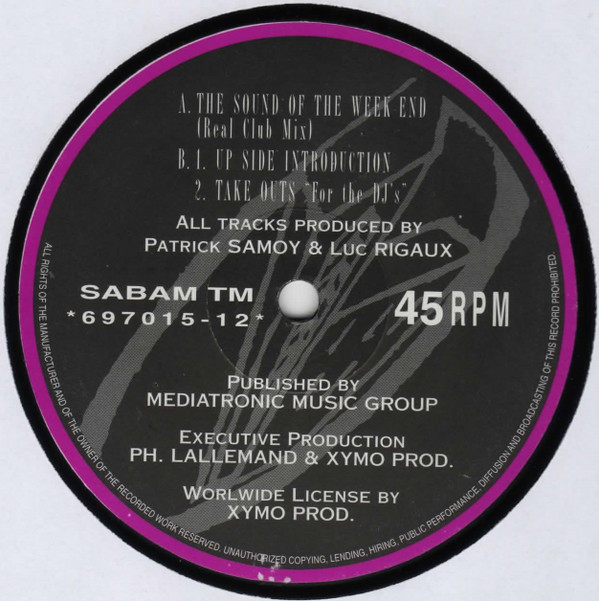 A. THE SOUND OF THE WEEK END
(Real Club Mix)
B. 1. UP SIDE INTRODUCTION
2. TAKE OUTS "For the DJ's"
ALL TRACKS PRODUCED BY
PATRICK SAMOY & LUC RIGAUX
SABAM TM
*697015-12*
45 RPM
PUBLISHED BY
MEDIATRONIC MUSIC GROUP
EXECUTIVE PRODUCTION
PH. LALLEMAND & XYMO PROD.
WORLWIDE LICENSE BY
XYMO PROD.
ALL RIGHTS OF THE MANUFACTURER AND OF THE OWNER OF THE RECORDED WORK RESERVED. UNAUTHORIZED COPYING, LENDING, HIRING, PUBLIC PERFORMANCE, DIFFUSION AND BROADCASTING OF THIS RECORD PROHIBITED.